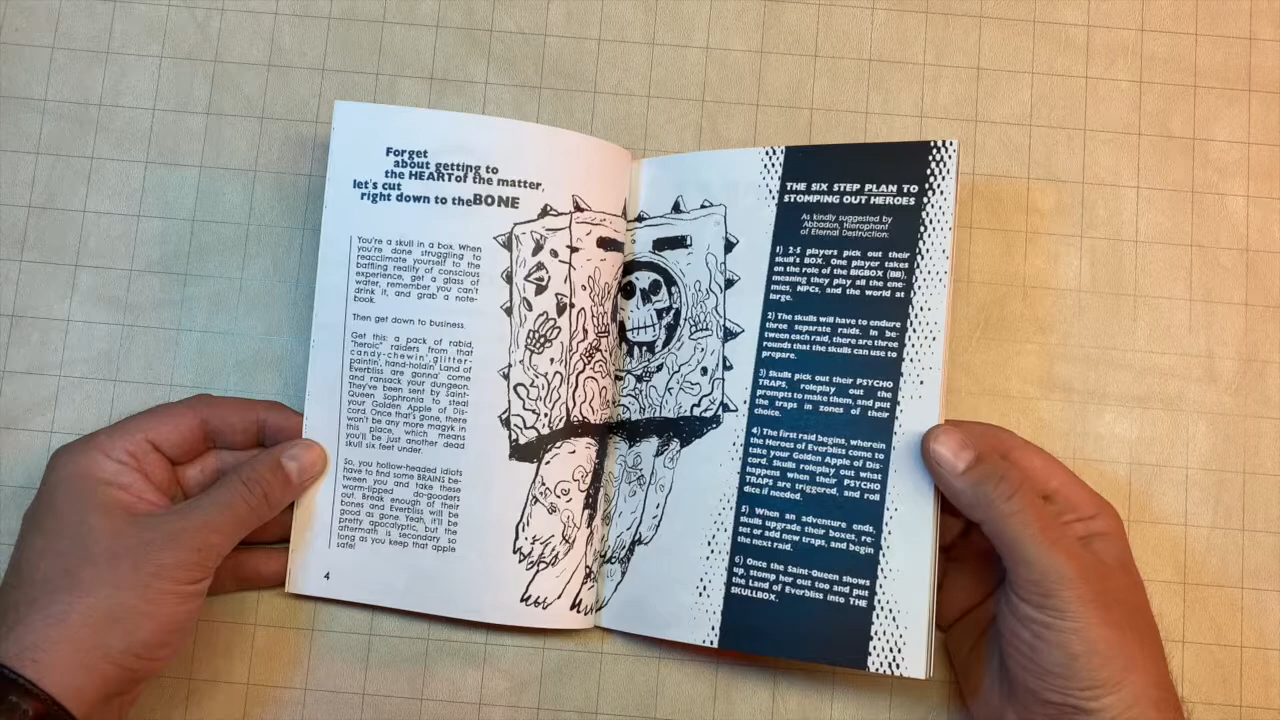 Forget
about getting to
the HEART of the matter,
let's cut
right down to the BONE
You're a skull in a box. When
you're done struggling to
reacclimate yourself to the
baffling reality of conscious
experience, get a glass of
water, remember you can't
drink it, and grab a note-
book.
Then get down to business.
Get this: a pack of rabid,
"heroic" raiders from that
candy-chewin', glitter-
paintin', hand-holdin' Land of
Everbliss are gonna' come
and ransack your dungeon.
They've been sent by Saint-
Queen Sophronia to steal
your Golden Apple of Dis-
cord. Once that's gone, there
won't be any more magyk in
this place, which means
you'll be just another dead
skull six feet under.
So, you hollow-headed idiots
have to find some BRAINS be-
tween you and take these
worm-lipped do-gooders
out. Break enough of their
bones and Everbliss will be
good as gone. Yeah, it'll be
pretty apocalyptic, but the
aftermath is secondary so
long as you keep that apple
safe!
4
THE SIX STEP PLAN TO
STOMPING OUT HEROES
As kindly suggested by
Abbadon, Hierophant
of Eternal Destruction:
1) 2-5 players pick out their
skull's BOX. One player takes
on the role of the BIGBOX (BB),
meaning they play all the ene-
mies, NPCs, and the world at
large.
2) The skulls will have to endure
three separate raids. In be-
tween each raid, there are three
rounds that the skulls can use to
prepare.
3) Skulls pick out their PSYCHO
TRAPS, roleplay out the
prompts to make them, and put
the traps in zones of their
choice.
4) The first raid begins, wherein
the Heroes of Everbliss come to
take your Golden Apple of Dis-
cord. Skulls roleplay out what
happens when their PSYCHO
TRAPS are triggered, and roll
dice if needed.
5) When an adventure ends,
skulls upgrade their boxes, re-
set or add new traps, and begin
the next raid.
6) Once the Saint-Queen shows
up, stomp her out too and put
the Land of Everbliss into THE
SKULLBOX.